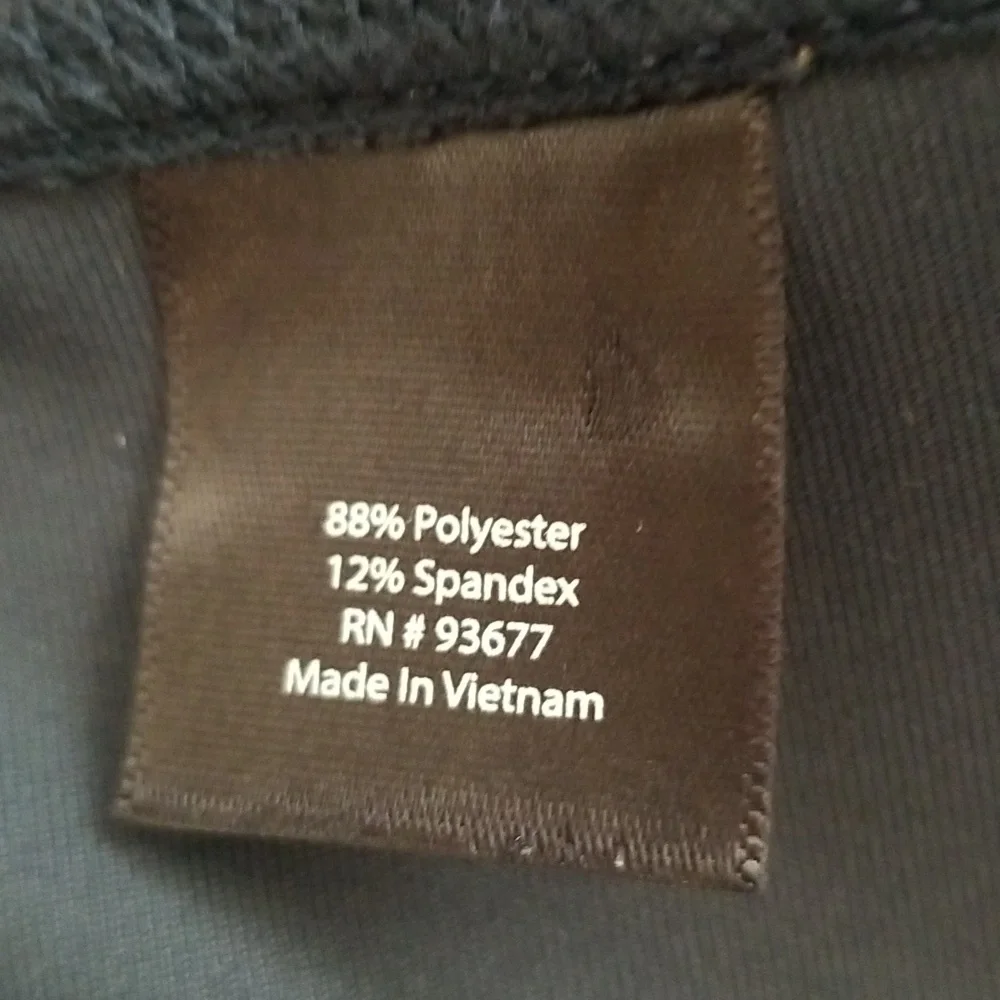 88% Polyester
12% Spandex
RN # 93677
Made In Vietnam